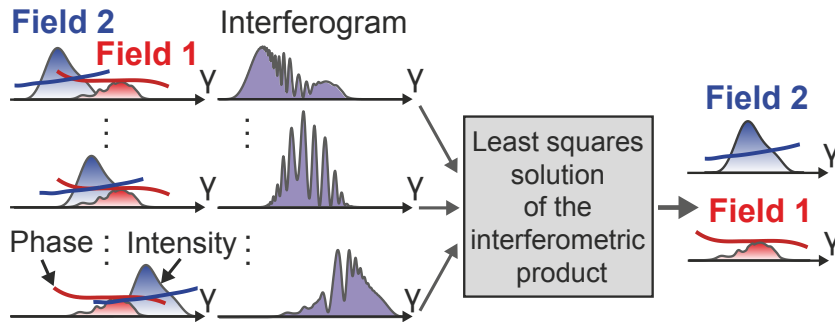 Field 2
Interferogram
Field 1
γ
γ
Least squares
solution
of the
interferometric
product
Field 2
γ
γ
γ
Field 1
γ
Phase
Intensity
γ
γ